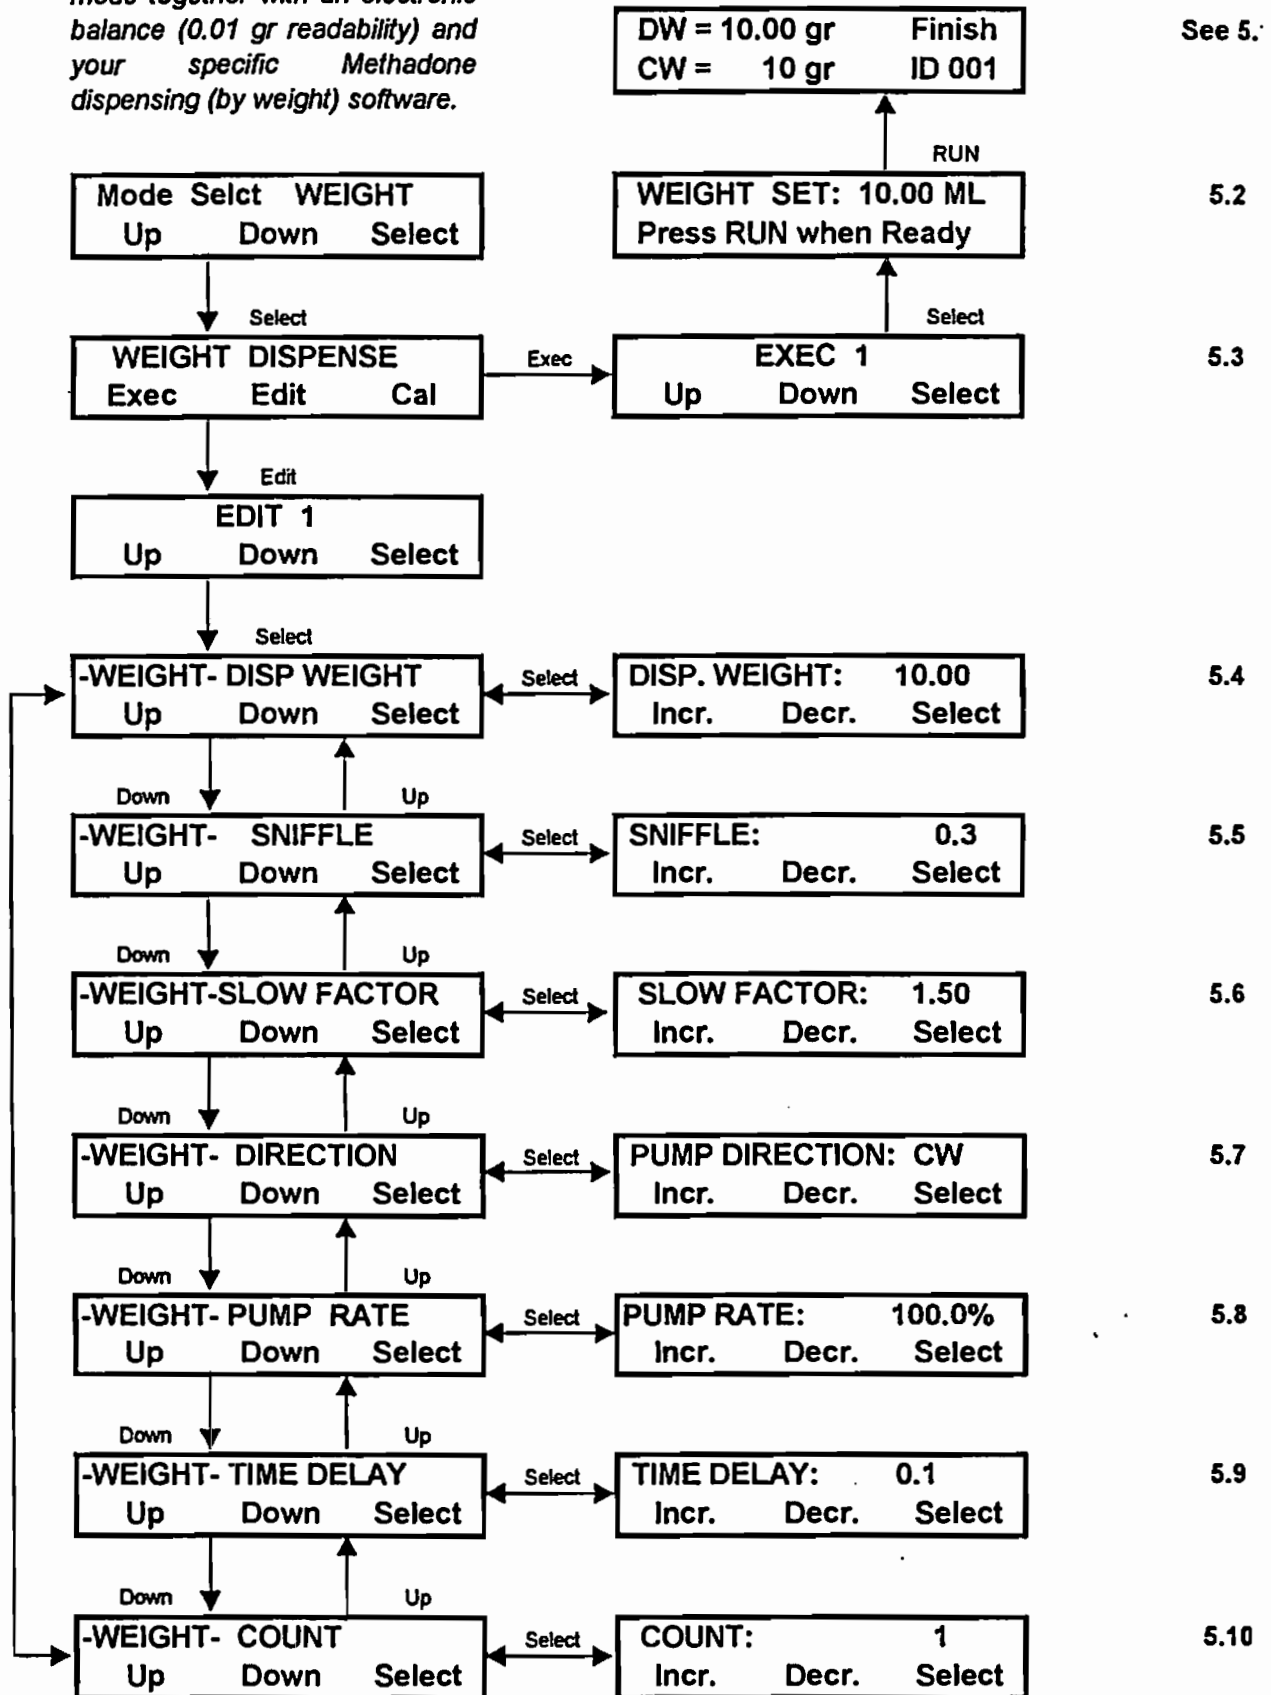 mode together with an electronic
balance (0.01 gr readability) and
your specific Methadone
dispensing (by weight) software.
DW = 10.00 gr Finish
CW = 10 gr ID 001
See 5.
RUN
Mode Selct WEIGHT
Up Down Select
WEIGHT SET: 10.00 ML
Press RUN when Ready
5.2
Select
Select
WEIGHT DISPENSE
Exec Edit Cal
Exec
EXEC 1
Up Down Select
5.3
Edit
EDIT 1
Up Down Select
Select
-WEIGHT- DISP WEIGHT
Up Down Select
Select
DISP. WEIGHT: 10.00
Incr. Decr. Select
5.4
Down Up
-WEIGHT- SNIFFLE
Up Down Select
Select
SNIFFLE: 0.3
Incr. Decr. Select
5.5
Down Up
-WEIGHT-SLOW FACTOR
Up Down Select
Select
SLOW FACTOR: 1.50
Incr. Decr. Select
5.6
Down Up
-WEIGHT- DIRECTION
Up Down Select
Select
PUMP DIRECTION: CW
Incr. Decr. Select
5.7
Down Up
-WEIGHT- PUMP RATE
Up Down Select
Select
PUMP RATE: 100.0%
Incr. Decr. Select
5.8
Down Up
-WEIGHT- TIME DELAY
Up Down Select
Select
TIME DELAY: 0.1
Incr. Decr. Select
5.9
Down Up
-WEIGHT- COUNT
Up Down Select
Select
COUNT: 1
Incr. Decr. Select
5.10